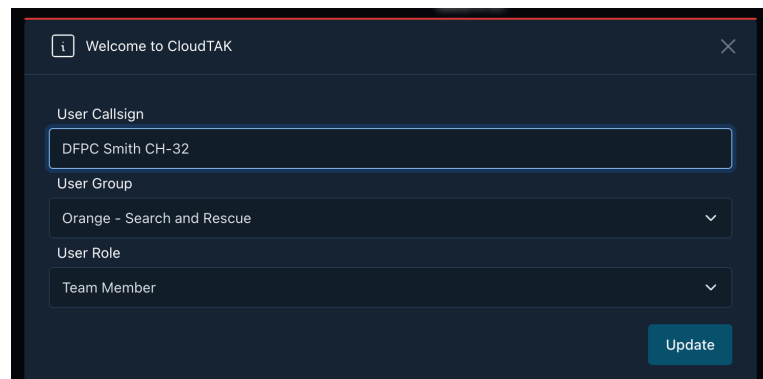 i Welcome to CloudTAK
User Callsign
DFPC Smith CH-32
User Group
Orange - Search and Rescue
User Role
Team Member
Update